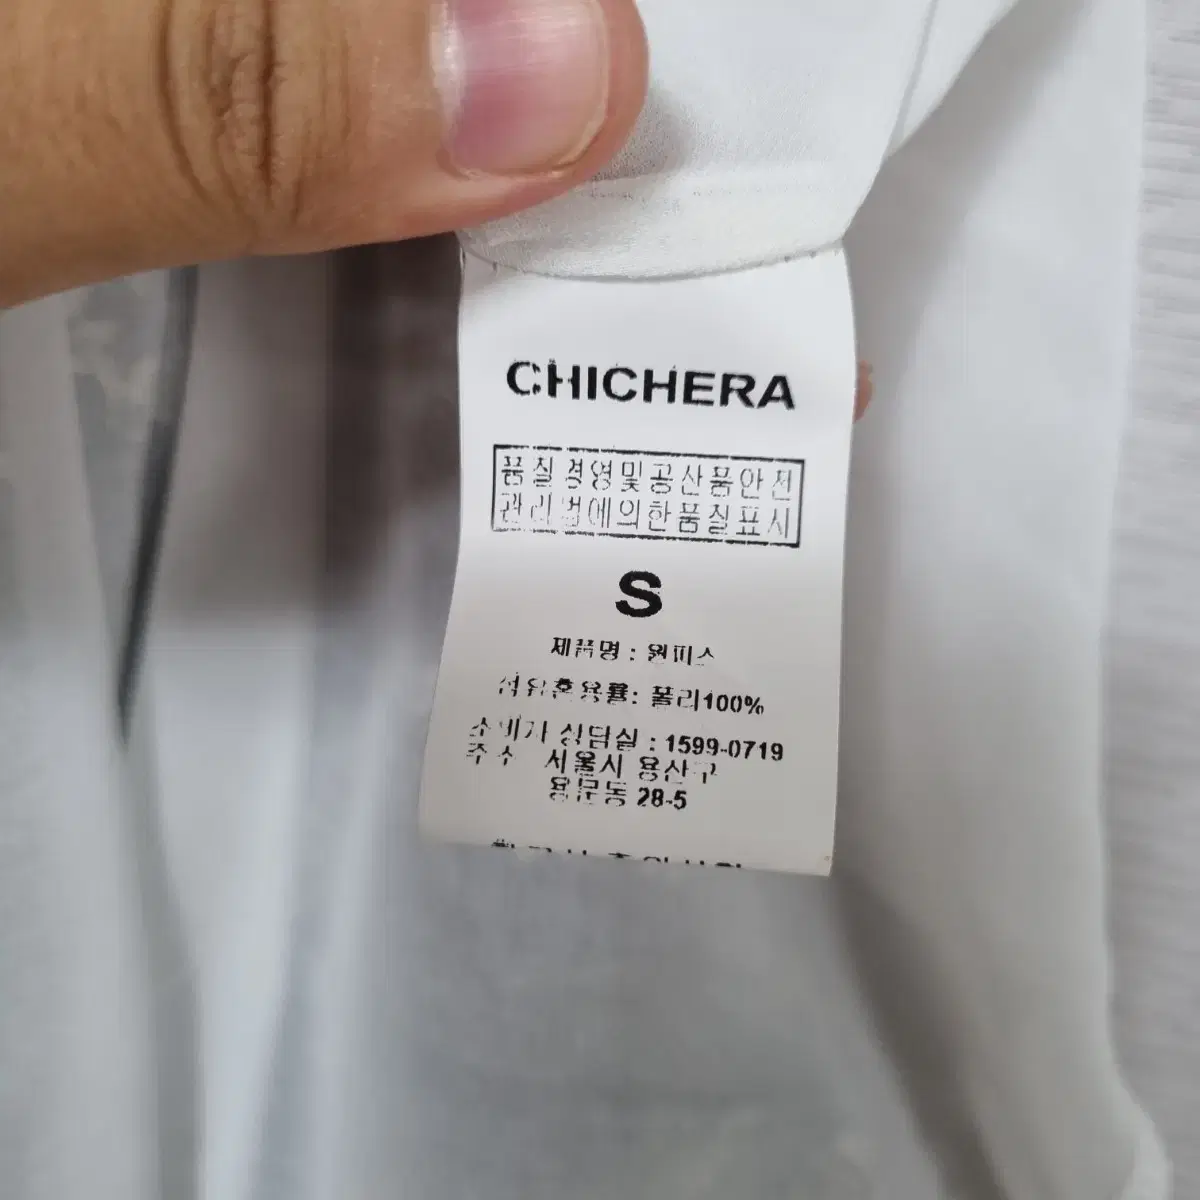 CHICHERA
품질경영및공산품안전
관리법에의한품질표시
S
제품명 : 원피스
섬유혼용률: 폴리100%
소비자 상담실 : 1599-0719
주소 서울시 용산구
용문동 28-5